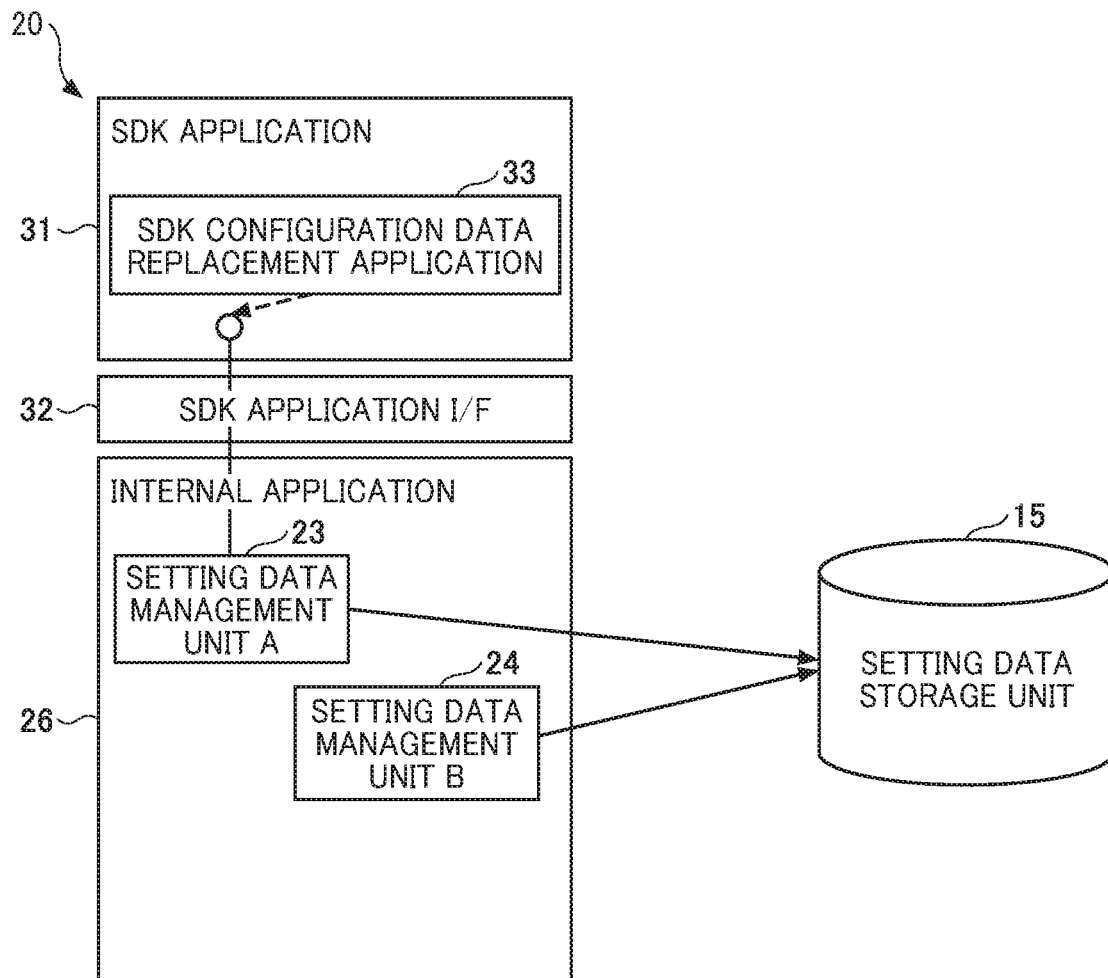 20
SDK APPLICATION
33
31
SDK CONFIGURATION DATA
REPLACEMENT APPLICATION
32
SDK APPLICATION I/F
INTERNAL APPLICATION
23
SETTING DATA
MANAGEMENT
UNIT A
15
SETTING DATA
STORAGE UNIT
24
26
SETTING DATA
MANAGEMENT
UNIT B